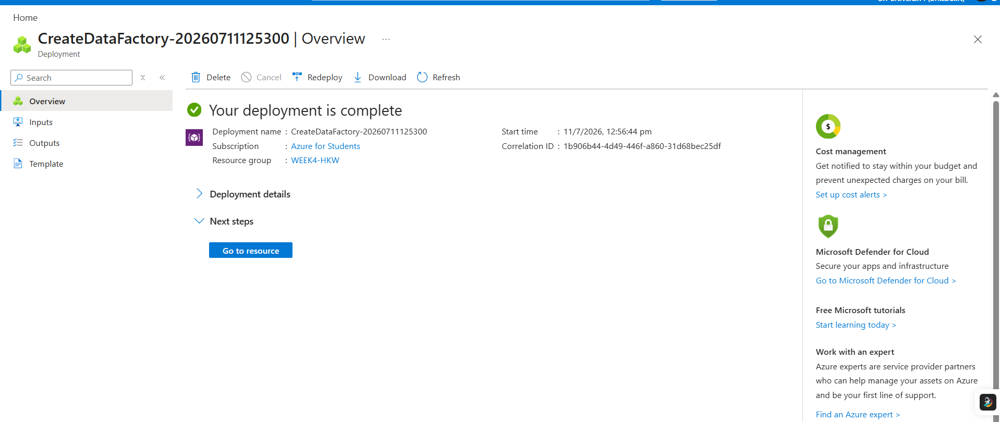 Home
CreateDataFactory-20260711125300 | Overview ...
Deployment
Search
Delete Cancel Redeploy Download Refresh
Overview
Inputs
Outputs
Template
Your deployment is complete
Deployment name : CreateDataFactory-20260711125300
Subscription : Azure for Students
Resource group : WEEK4-HKW
Start time : 11/7/2026, 12:56:44 pm
Correlation ID : 1b906b44-4d49-446f-a860-31d68bec25df
Deployment details
Next steps
Go to resource
$
Cost management
Get notified to stay within your budget and
prevent unexpected charges on your bill.
Set up cost alerts >
Microsoft Defender for Cloud
Secure your apps and infrastructure
Go to Microsoft Defender for Cloud >
Free Microsoft tutorials
Start learning today >
Work with an expert
Azure experts are service provider partners
who can help manage your assets on Azure
and be your first line of support.
Find an Azure expert >